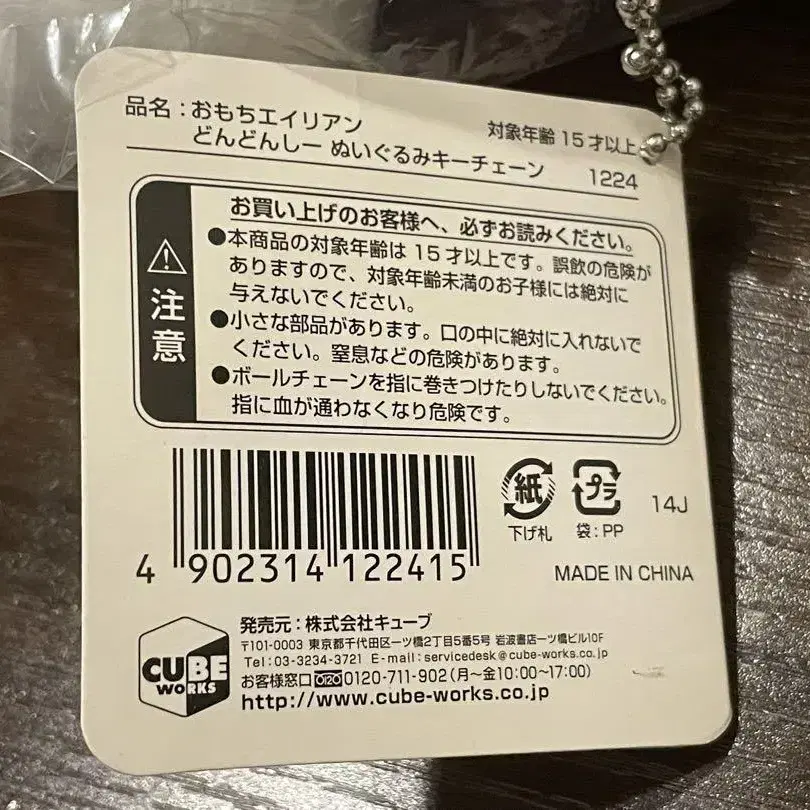 品名：おもちエイリアン
どんどんしー ぬいぐるみキーチェーン
対象年齢15才以上
1224
注意
お買い上げのお客様へ、必ずお読みください。
●本商品の対象年齢は15才以上です。誤飲の危険が
ありますので、対象年齢未満のお子様には絶対に
与えないでください。
●小さな部品があります。口の中に絶対に入れないで
ください。窒息などの危険があります。
●ボールチェーンを指に巻きつけたりしないでください。
指に血が通わなくなり危険です。
4 902314 122415
紙
下げ札
プラ
袋：PP
14J
MADE IN CHINA
CUBE
WORKS
発売元：株式会社キューブ
〒101-0003 東京都千代田区一ツ橋2丁目5番5号 岩波書店一ツ橋ビル10F
Tel:03-3234-3721 E-mail:servicedesk@cube-works.co.jp
お客様窓口 0120-711-902(月～金10:00～17:00)
http://www.cube-works.co.jp